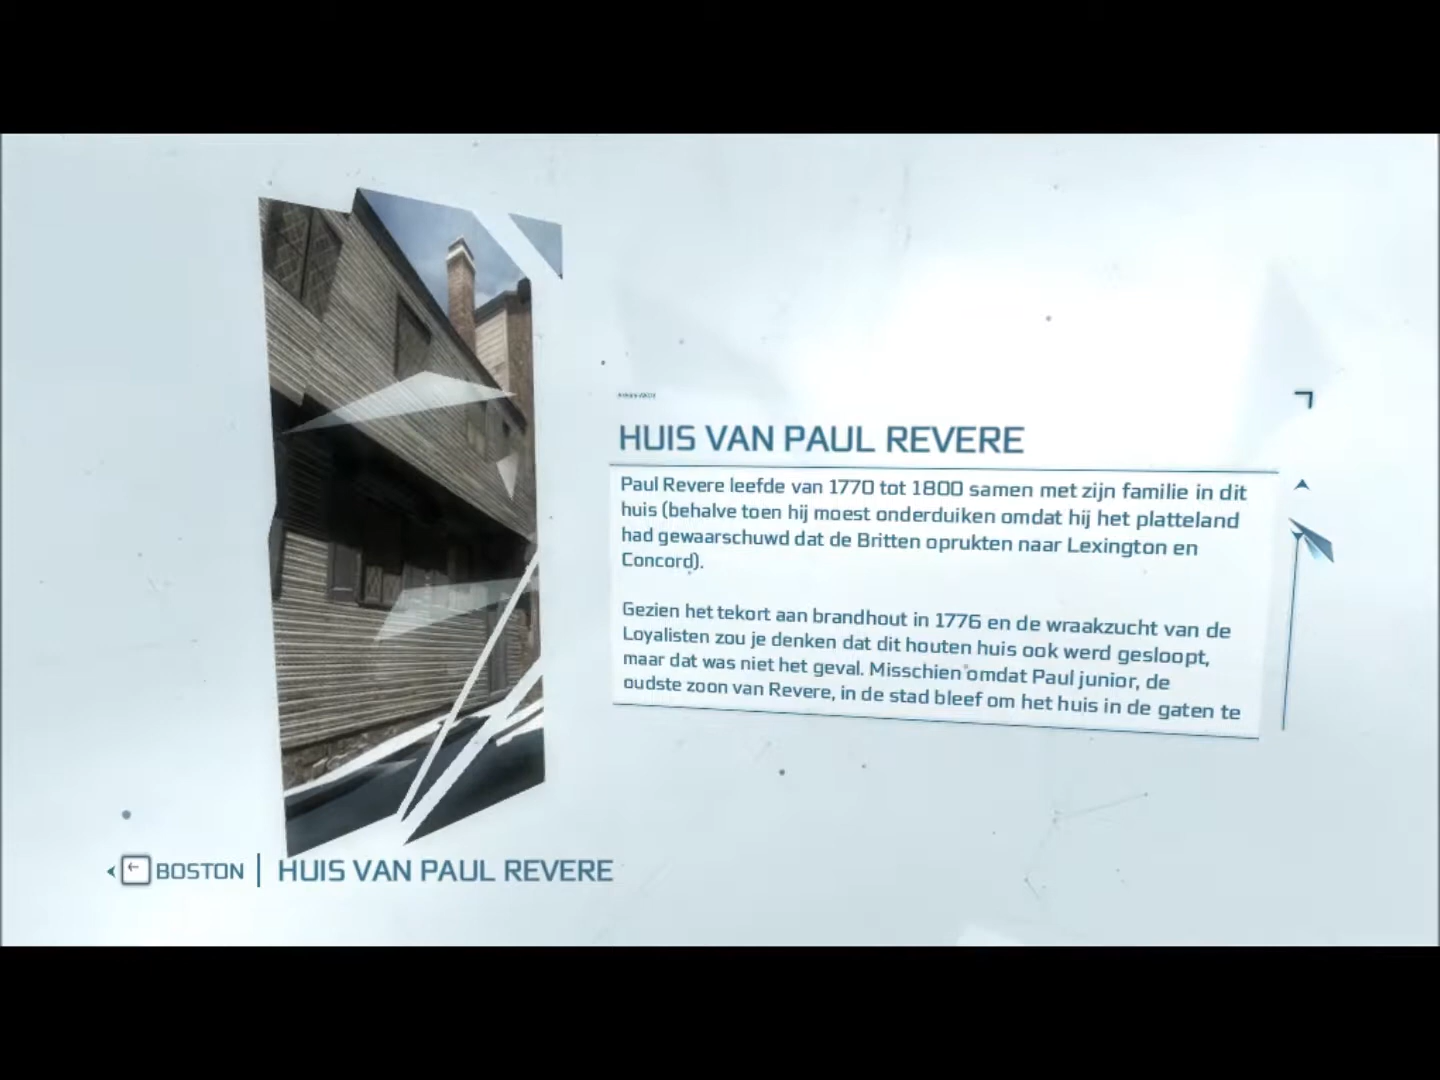 HUIS VAN PAUL REVERE
Paul Revere leefde van 1770 tot 1800 samen met zijn familie in dit
huis (behalve toen hij moest onderduiken omdat hij het platteland
had gewaarschuwd dat de Britten oprukten naar Lexington en
Concord).
Gezien het tekort aan brandhout in 1776 en de wraakzucht van de
Loyalisten zou je denken dat dit houten huis ook werd gesloopt,
maar dat was niet het geval. Misschien omdat Paul junior, de
oudste zoon van Revere, in de stad bleef om het huis in de gaten te
BOSTON | HUIS VAN PAUL REVERE